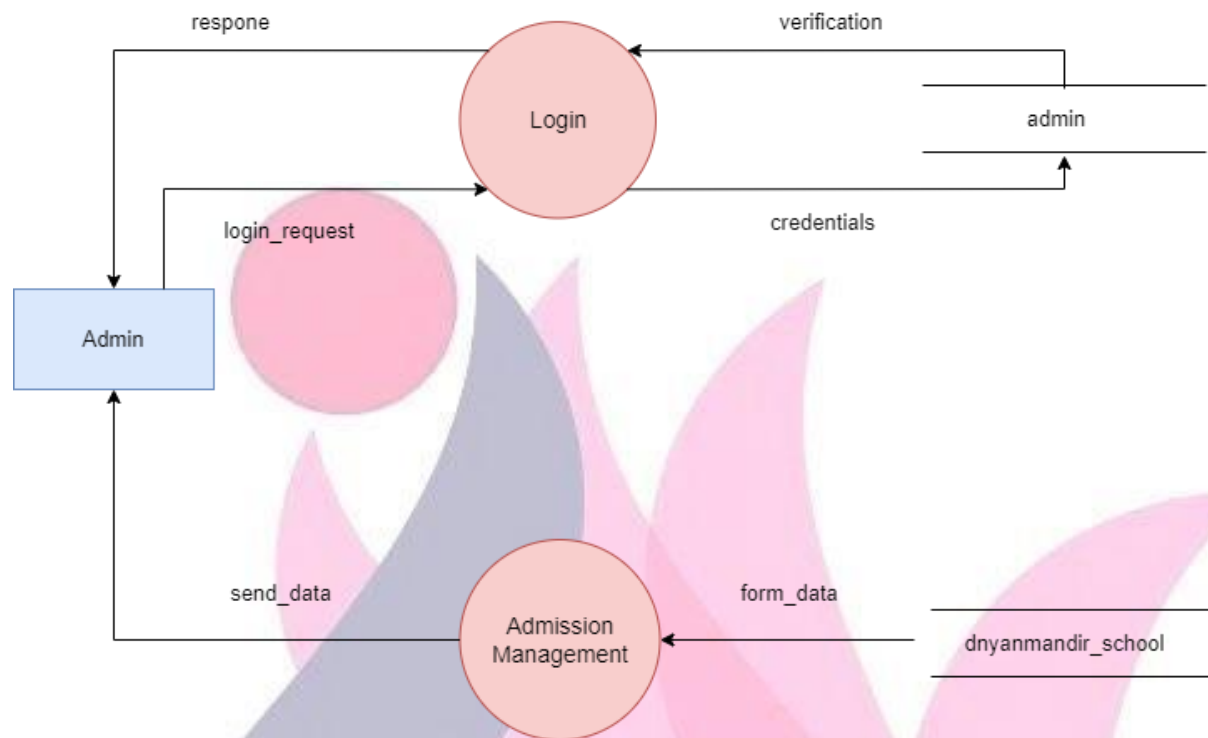 respone
verification
Login
admin
login_request
credentials
Admin
send_data
form_data
Admission
Management
dnyanmandir_school